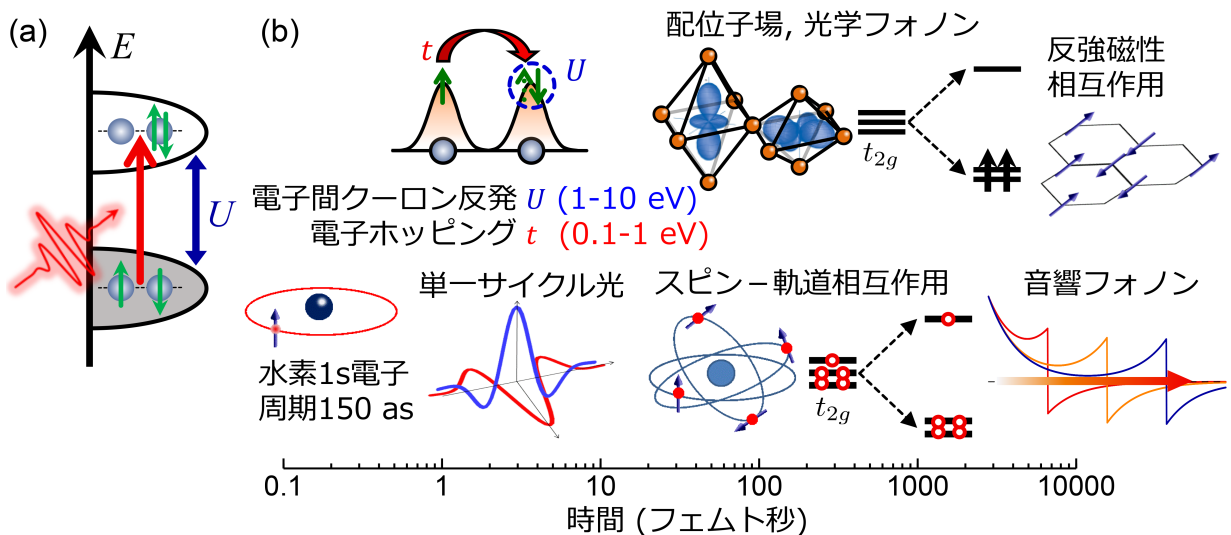 (a)
E
U
(b)
t
U
電子間クーロン反発 U (1-10 eV)
電子ホッピング t (0.1-1 eV)
配位子場, 光学フォノン
t2g
反強磁性
相互作用
水素1s電子
周期150 as
単一サイクル光
スピン－軌道相互作用
t2g
音響フォノン
0.1 1 10 100 1000 10000
時間 (フェムト秒)